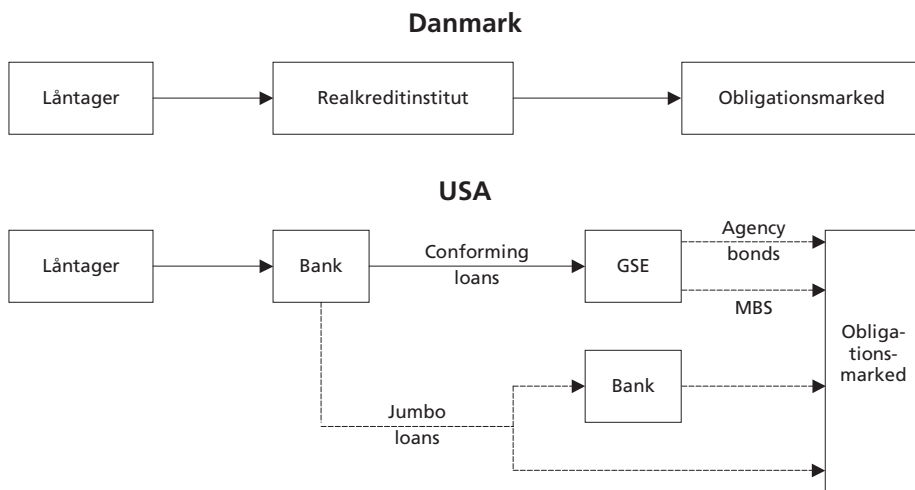 Danmark
Låntager
Realkreditinstitut
Obligationsmarked
USA
Låntager
Bank
Conforming
loans
GSE
Agency
bonds
MBS
Obliga-
tions-
marked
Bank
Jumbo
loans